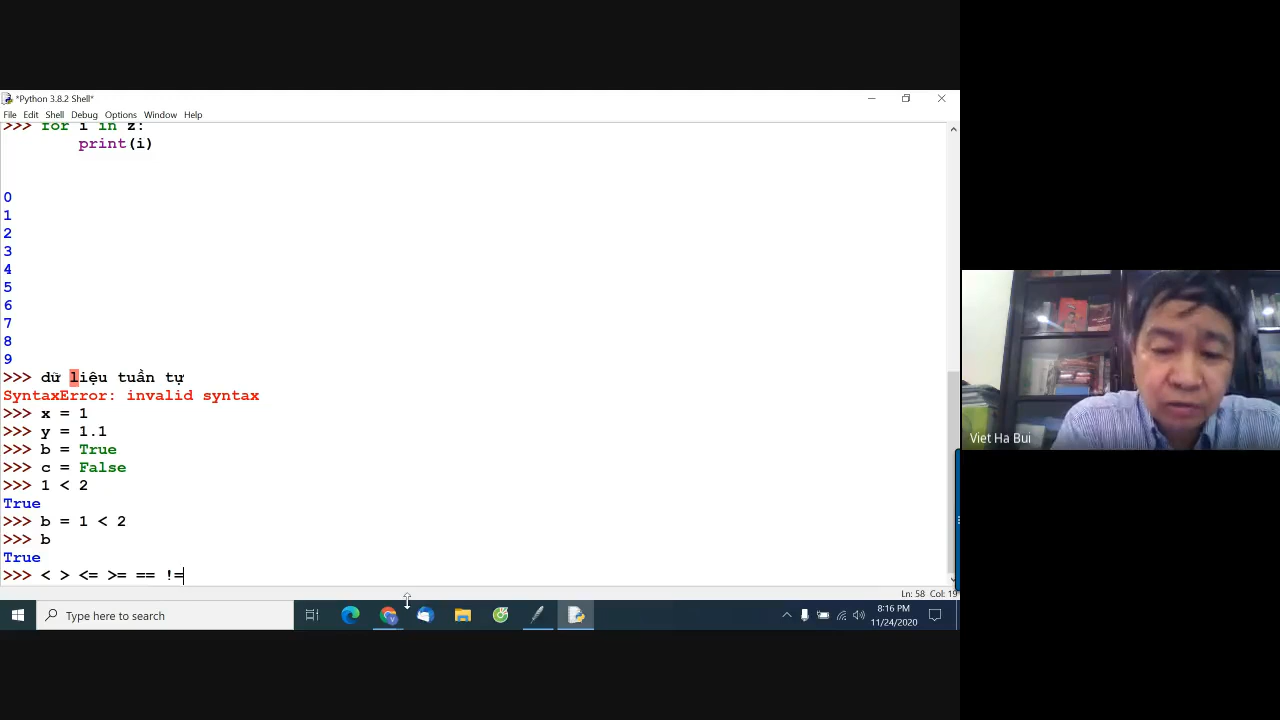 *Python 3.8.2 Shell*
File Edit Shell Debug Options Window Help
>>> for i in z:
print(i)
0
1
2
3
4
5
6
7
8
9
>>> dữ liệu tuần tự
SyntaxError: invalid syntax
>>> x = 1
>>> y = 1.1
>>> b = True
>>> c = False
>>> 1 < 2
True
>>> b = 1 < 2
>>> b
True
>>> < > <= >= == !=
Ln: 58 Col: 19
Type here to search
8:16 PM
11/24/2020
Viet Ha Bui